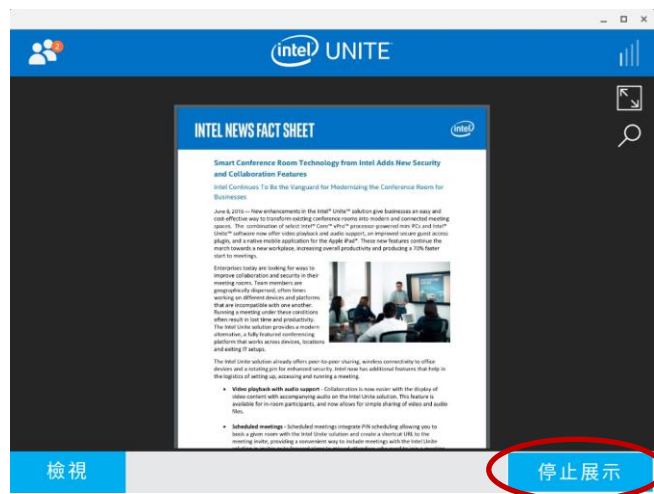 2
intel UNITE
INTEL NEWS FACT SHEET
intel
Smart Conference Room Technology from Intel Adds New Security
and Collaboration Features
Intel Continues To Be the Vanguard for Modernizing the Conference Room for
Businesses
June 8, 2016 — New enhancements in the Intel® Unite™ solution give businesses an easy and
cost-effective way to transform existing conference rooms into modern and connected meeting
spaces. The combination of select Intel® Core™ vPro™ processor-powered mini PCs and Intel®
Unite™ software now offer video playback and audio support, an improved secure guest access
plugin, and a native mobile application for the Apple iPad®. These new features continue the
march towards a new workplace, increasing overall productivity and producing a 70% faster
start to meetings.
Enterprises today are looking for ways to
improve collaboration and security in their
meeting rooms. Team members are
geographically dispersed, often times
working on different devices and platforms
that are incompatible with one another.
Running a meeting under these conditions
often result in lost time and productivity.
The Intel Unite solution provides a modern
alternative, a fully featured conferencing
platform that works across devices, locations
and exiting IT setups.
The Intel Unite solution already offers peer-to-peer sharing, wireless connectivity to office
devices and a rotating pin for enhanced security. Intel now has additional features that help in
the logistics of setting up, accessing and running a meeting.
• Video playback with audio support - Collaboration is now easier with the display of
video content with accompanying audio on the Intel Unite solution. This feature is
available for in-room participants, and now allows for simple sharing of video and audio
files.
• Scheduled meetings - Scheduled meetings integrate PIN scheduling allowing you to
book a given room with the Intel Unite solution and create a shortcut URL to the
meeting invite, providing a convenient way to include meetings with the Intel Unite
檢視
停止展示